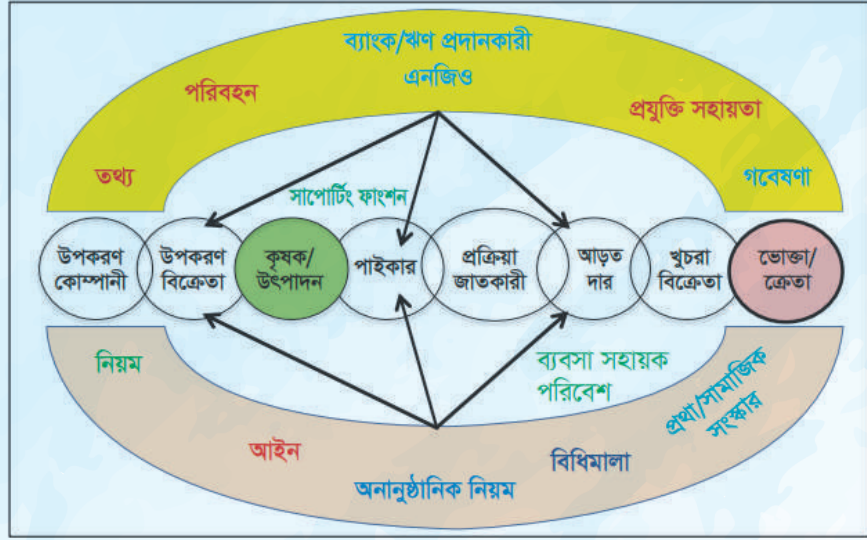 ব্যাংক/ঋণ প্রদানকারী
এনজিও
পরিবহন
প্রযুক্তি সহায়তা
তথ্য
গবেষণা
সাপোর্টিং ফাংশন
উপকরণ
কোম্পানী
উপকরণ
বিক্রেতা
কৃষক/
উৎপাদন
পাইকার
প্রক্রিয়া
জাতকারী
আড়ত
দার
খুচরা
বিক্রেতা
ভোক্তা/
ক্রেতা
নিয়ম
ব্যবসা সহায়ক
পরিবেশ
প্রথা/সামাজিক
সংস্কার
আইন
বিধিমালা
অনানুষ্ঠানিক নিয়ম